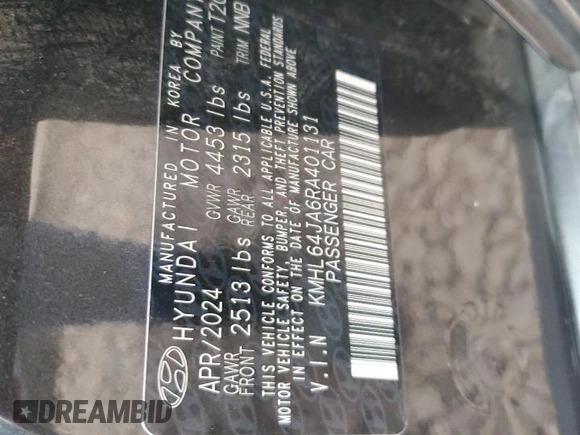 MANUFACTURED IN KOREA BY
HYUNDAI MOTOR COMPANY
APR/2024 GVWR 4453 lbs PAINT T2
GAWR FRONT 2513 lbs GAWR REAR 2315 lbs TRIM NNB
THIS VEHICLE CONFORMS TO ALL APPLICABLE U.S.A. FEDERAL
MOTOR VEHICLE SAFETY, BUMPER, AND THEFT PREVENTION STANDARDS
IN EFFECT ON THE DATE OF MANUFACTURE SHOWN ABOVE
V.I.N KMHL64JA6RA401131
PASSENGER CAR
DREAMBID